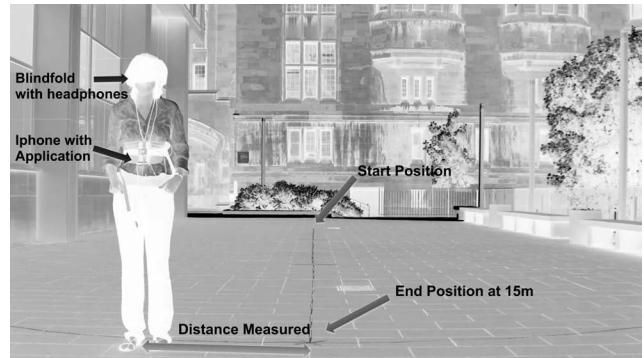 Blindfold
with headphones
Iphone with
Application
Start Position
End Position at 15m
Distance Measured